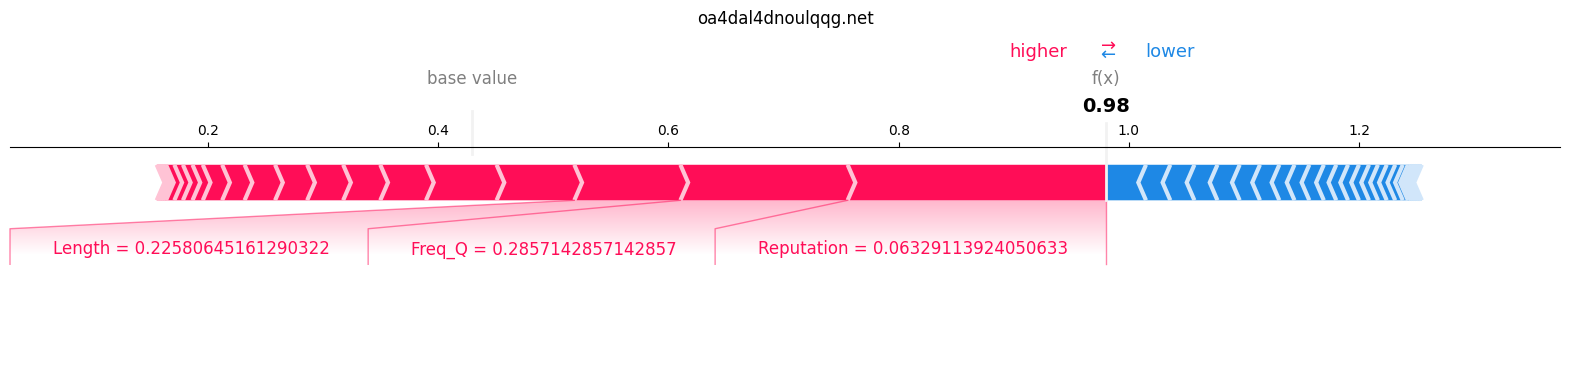 oa4dal4dnoulqqg.net
higher → ← lower
base value f(x)
0.98
0.2 0.4 0.6 0.8 1.0 1.2
Length = 0.22580645161290322 Freq_Q = 0.2857142857142857 Reputation = 0.06329113924050633